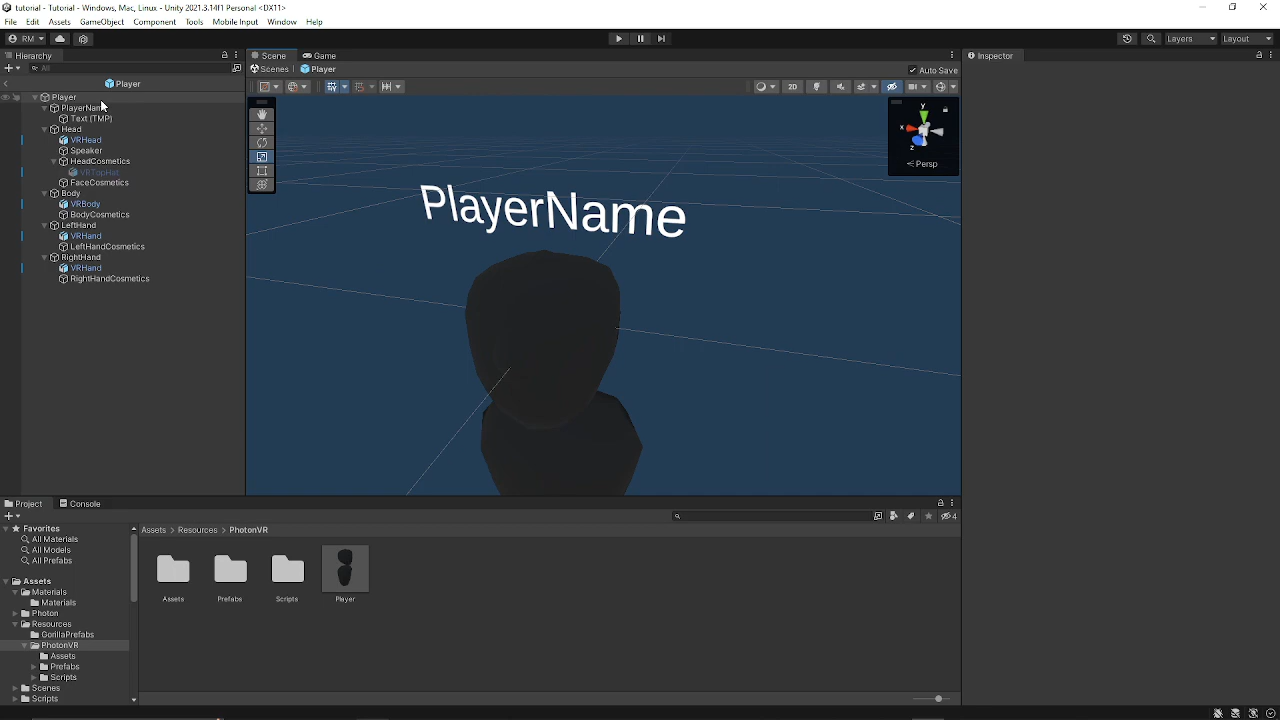 tutorial - Tutorial - Windows, Mac, Linux - Unity 2021.3.14f1 Personal <DX11>
File Edit Assets GameObject Component Tools Mobile Input Window Help
RM Layers Layout
Hierarchy Scene Game Inspector
All Scenes Player Auto Save
Player
2D
Player
PlayerName
Text (TMP)
Head
VRHead
Speaker
HeadCosmetics
VRTopHat
FaceCosmetics
Body
VRBody
BodyCosmetics
LeftHand
VRHand
LeftHandCosmetics
RightHand
VRHand
RightHandCosmetics
y
x
z
Persp
PlayerName
Project Console
4
Favorites
All Materials
All Models
All Prefabs
Assets
Materials
Materials
Photon
Resources
GorillaPrefabs
PhotonVR
Assets
Prefabs
Scripts
Scenes
Scripts
Assets > Resources > PhotonVR
Assets Prefabs Scripts Player